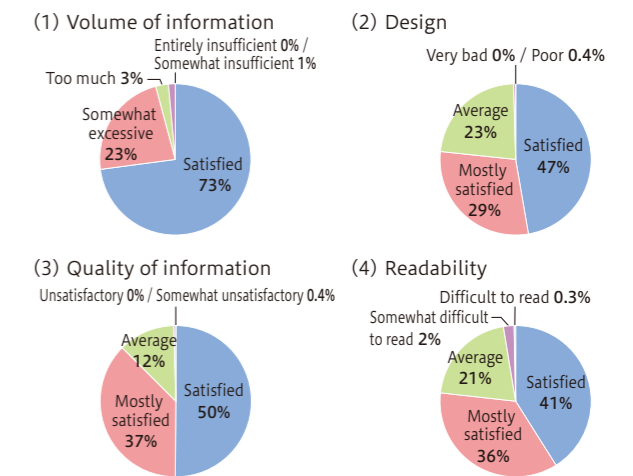 (1) Volume of information
Entirely insufficient 0% /
Somewhat insufficient 1%
Too much 3%
Somewhat
excessive
23%
Satisfied
73%
(2) Design
Very bad 0% / Poor 0.4%
Average
23%
Satisfied
47%
Mostly
satisfied
29%
(3) Quality of information
Unsatisfactory 0% / Somewhat unsatisfactory 0.4%
Average
12%
Satisfied
50%
Mostly
satisfied
37%
(4) Readability
Difficult to read 0.3%
Somewhat difficult
to read 2%
Average
21%
Satisfied
41%
Mostly
satisfied
36%